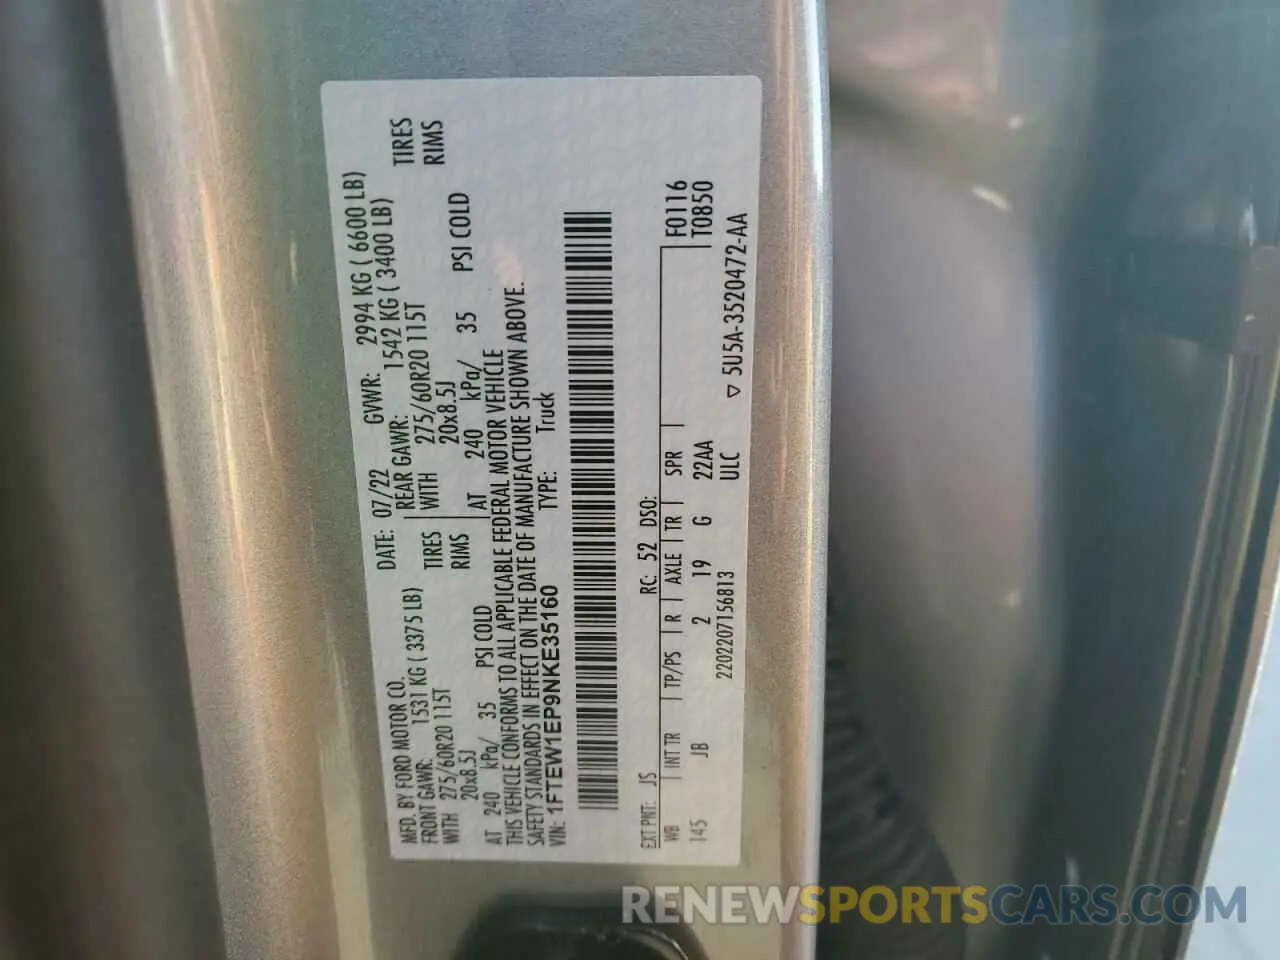 MFD. BY FORD MOTOR CO.
DATE: 07/22 GVWR: 2994 KG ( 6600 LB)
FRONT GAWR: 1531 KG ( 3375 LB) REAR GAWR: 1542 KG ( 3400 LB)
WITH 275/60R20 115T TIRES WITH 275/60R20 115T TIRES
20x8.5J RIMS 20x8.5J RIMS
AT 240 kPa/ 35 PSI COLD AT 240 kPa/ 35 PSI COLD
THIS VEHICLE CONFORMS TO ALL APPLICABLE FEDERAL MOTOR VEHICLE
SAFETY STANDARDS IN EFFECT ON THE DATE OF MANUFACTURE SHOWN ABOVE.
VIN: 1FTEW1EP9NKE35160 TYPE: Truck
EXT PNT: JS RC: 52 DSO:
WB INT TR TP/PS R AXLE TR SPR F0116
145 JB 2 19 G 22AA T0850
2202207156813 ULC ▽ 5U5A-3520472-AA
RENEWSPORTSCARS.COM